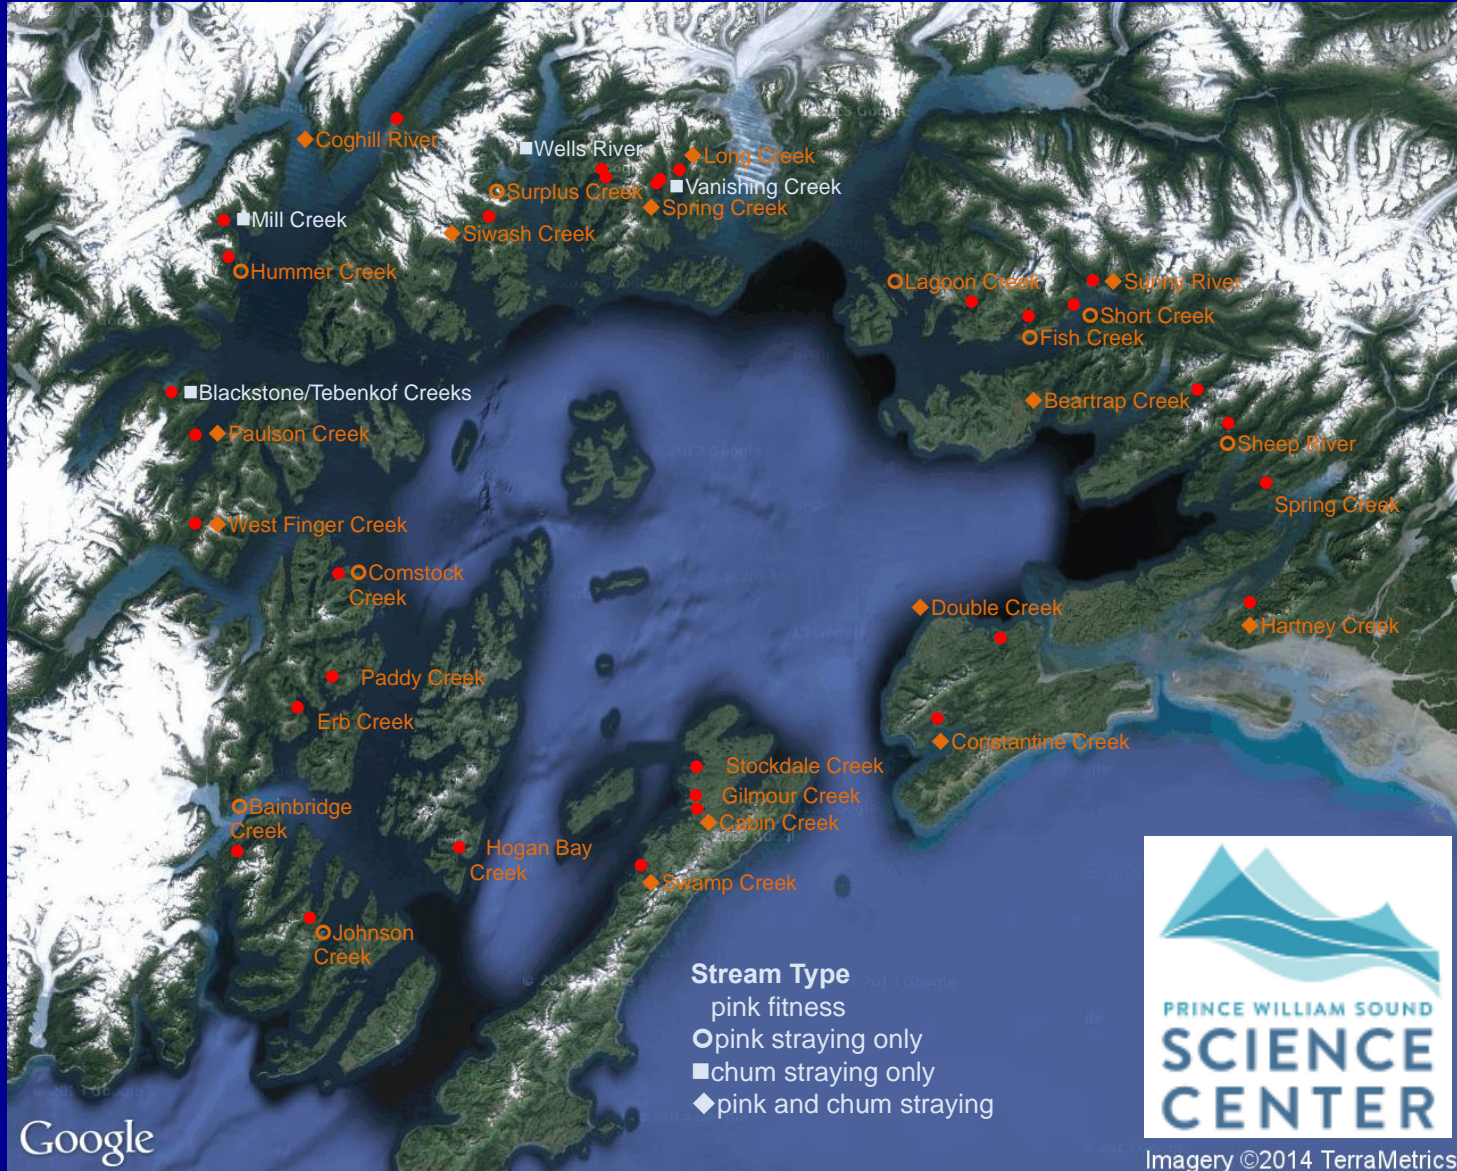 Coghill River
Wells River
Long Creek
Surplus Creek
Vanishing Creek
Spring Creek
Mill Creek
Siwash Creek
Hummer Creek
Lagoon Creek
Sunny River
Short Creek
Fish Creek
Blackstone/Tebenkof Creeks
Beartrap Creek
Paulson Creek
Sheep River
Spring Creek
West Finger Creek
Comstock
Creek
Double Creek
Hartney Creek
Paddy Creek
Erb Creek
Constantine Creek
Stockdale Creek
Gilmour Creek
Bainbridge
Creek
Cabin Creek
Hogan Bay
Creek
Swamp Creek
Johnson
Creek
Stream Type
pink fitness
pink straying only
chum straying only
pink and chum straying
PRINCE WILLIAM SOUND
SCIENCE
CENTER
Google
Imagery ©2014 TerraMetrics